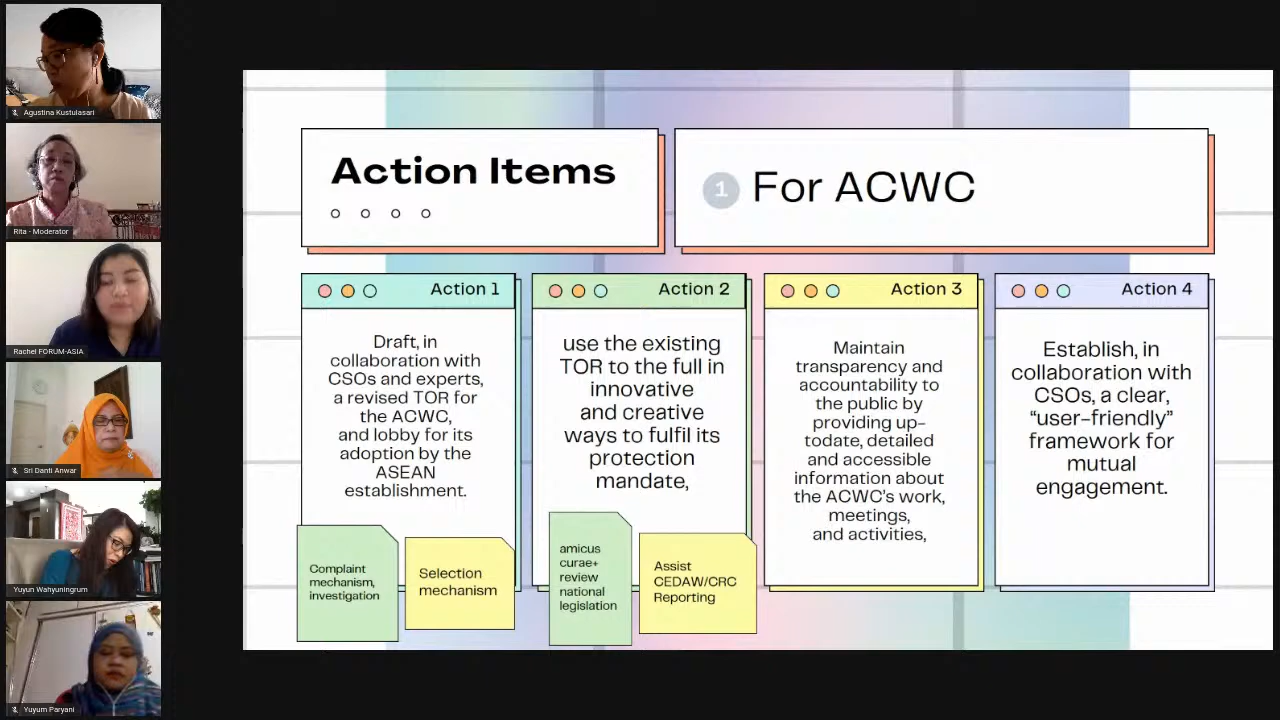 Agustina Kustulasari
Rita - Moderator
Rachel FORUM-ASIA
Sri Danti Anwar
Yuyun Wahyuningrum
Yuyum Paryani
Action Items
1 For ACWC
Action 1
Draft, in
collaboration with
CSOs and experts,
a revised TOR for
the ACWC,
and lobby for its
adoption by the
ASEAN
establishment.
Complaint
mechanism,
investigation
Selection
mechanism
Action 2
use the existing
TOR to the full in
innovative
and creative
ways to fulfil its
protection
mandate,
amicus
curae+
review
national
legislation
Assist
CEDAW/CRC
Reporting
Action 3
Maintain
transparency and
accountability to
the public by
providing up-
todate, detailed
and accessible
information about
the ACWC's work,
meetings,
and activities,
Action 4
Establish, in
collaboration with
CSOs, a clear,
“user-friendly”
framework for
mutual
engagement.